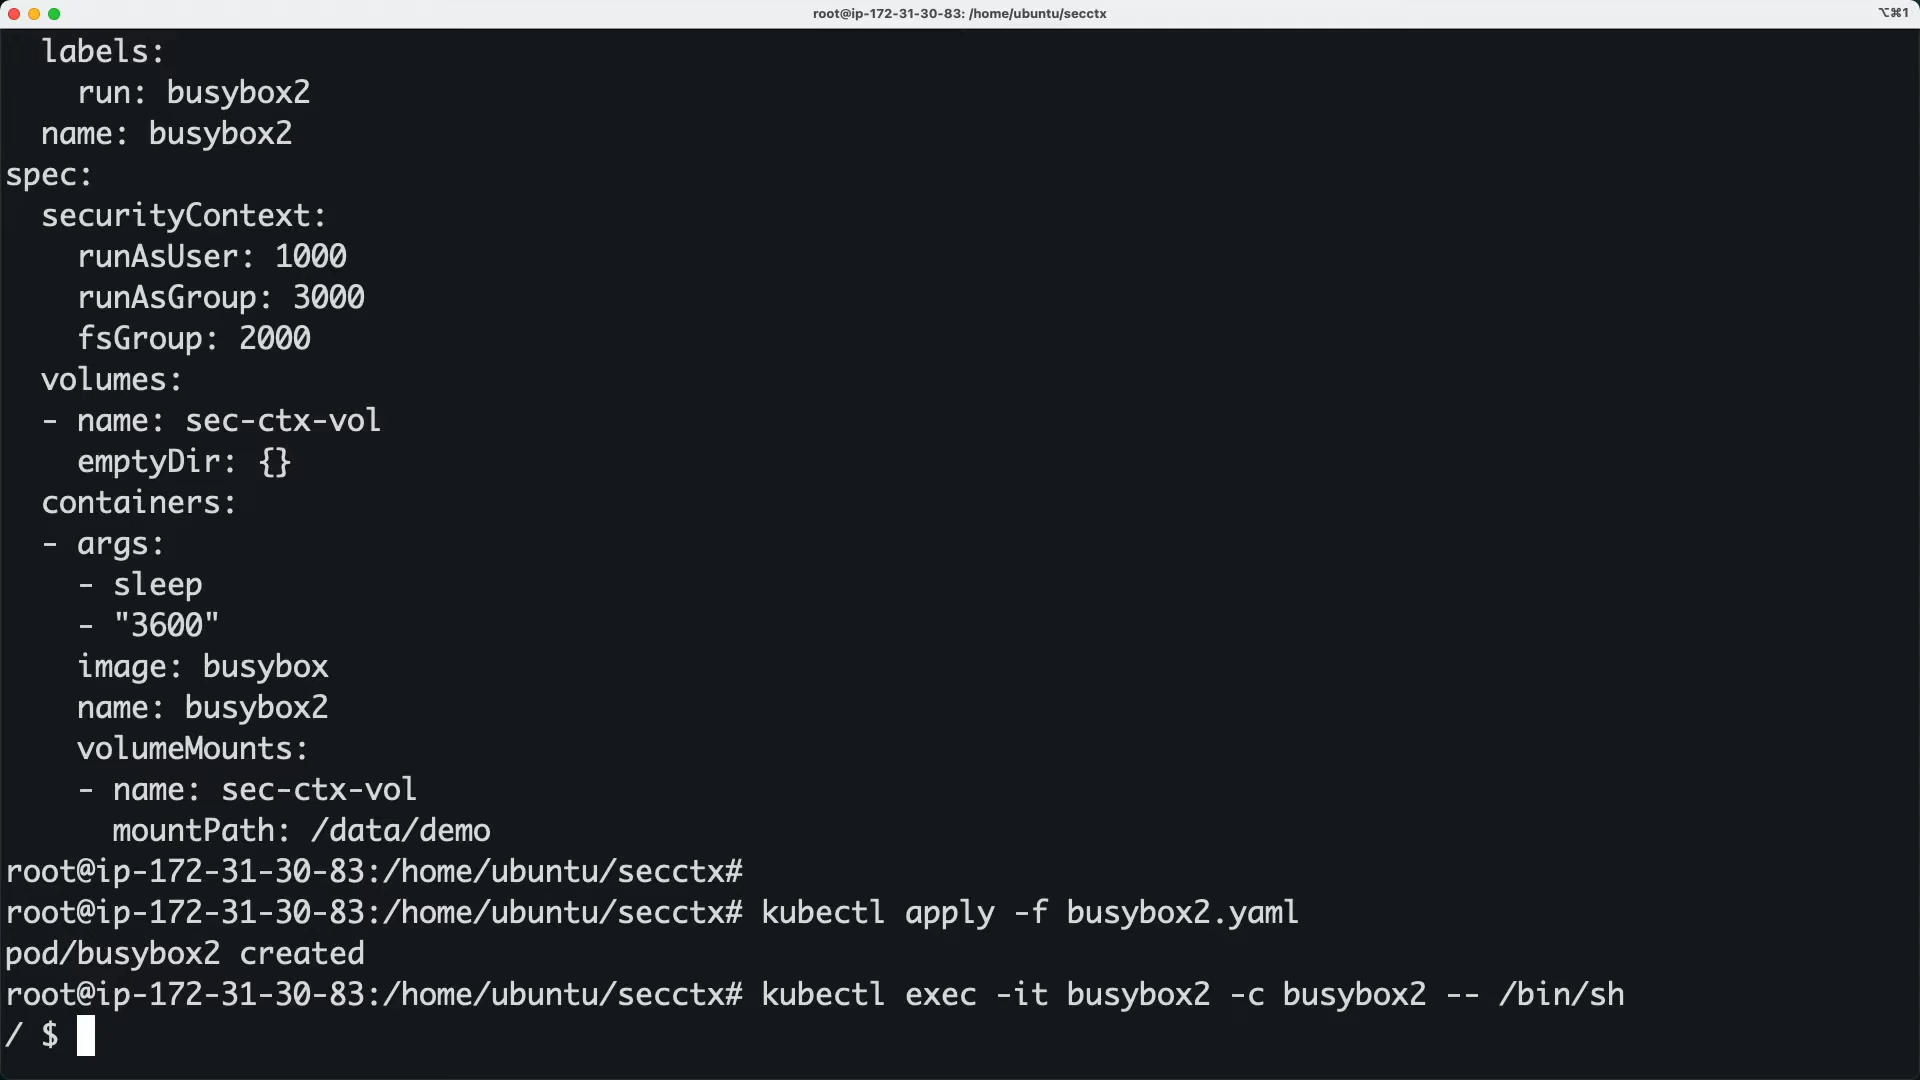 root@ip-172-31-30-83: /home/ubuntu/secctx
⌥⌘1
  labels:
    run: busybox2
  name: busybox2
spec:
  securityContext:
    runAsUser: 1000
    runAsGroup: 3000
    fsGroup: 2000
  volumes:
  - name: sec-ctx-vol
    emptyDir: {}
  containers:
  - args:
    - sleep
    - "3600"
    image: busybox
    name: busybox2
    volumeMounts:
    - name: sec-ctx-vol
      mountPath: /data/demo
root@ip-172-31-30-83:/home/ubuntu/secctx#
root@ip-172-31-30-83:/home/ubuntu/secctx# kubectl apply -f busybox2.yaml
pod/busybox2 created
root@ip-172-31-30-83:/home/ubuntu/secctx# kubectl exec -it busybox2 -c busybox2 -- /bin/sh
/ $